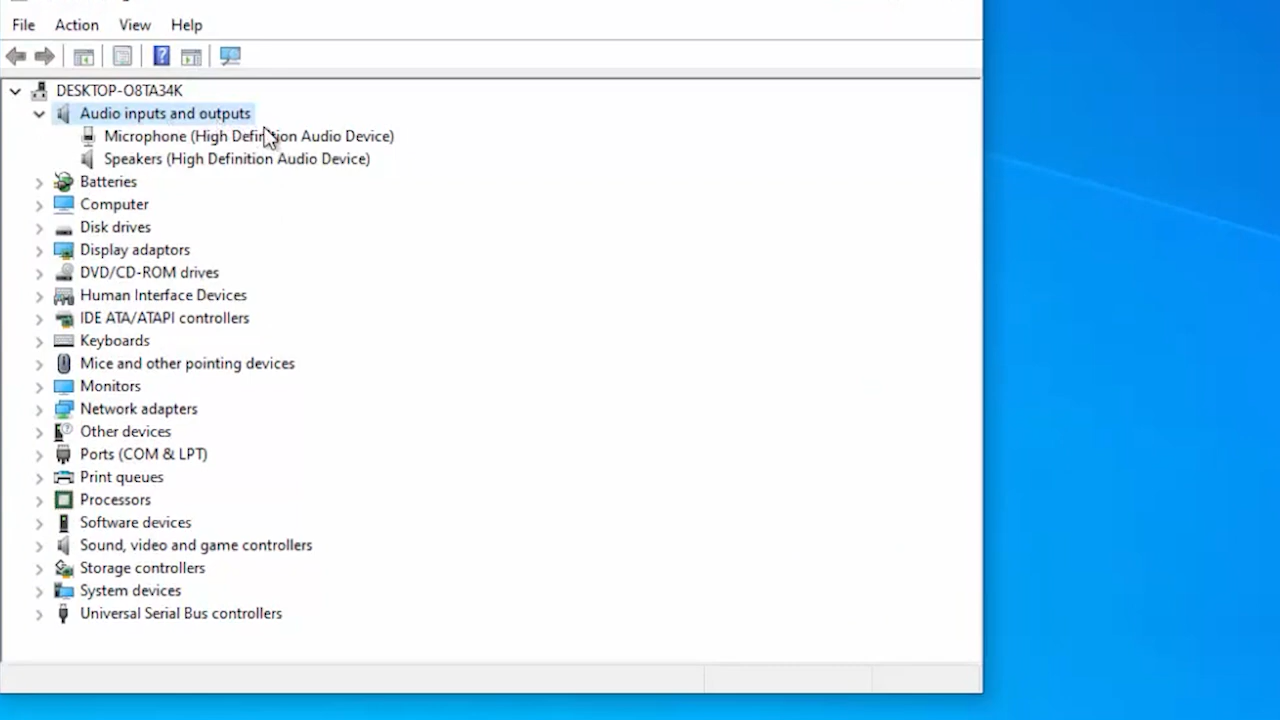 File Action View Help
DESKTOP-O8TA34K
Audio inputs and outputs
Microphone (High Definition Audio Device)
Speakers (High Definition Audio Device)
Batteries
Computer
Disk drives
Display adaptors
DVD/CD-ROM drives
Human Interface Devices
IDE ATA/ATAPI controllers
Keyboards
Mice and other pointing devices
Monitors
Network adapters
Other devices
Ports (COM & LPT)
Print queues
Processors
Software devices
Sound, video and game controllers
Storage controllers
System devices
Universal Serial Bus controllers